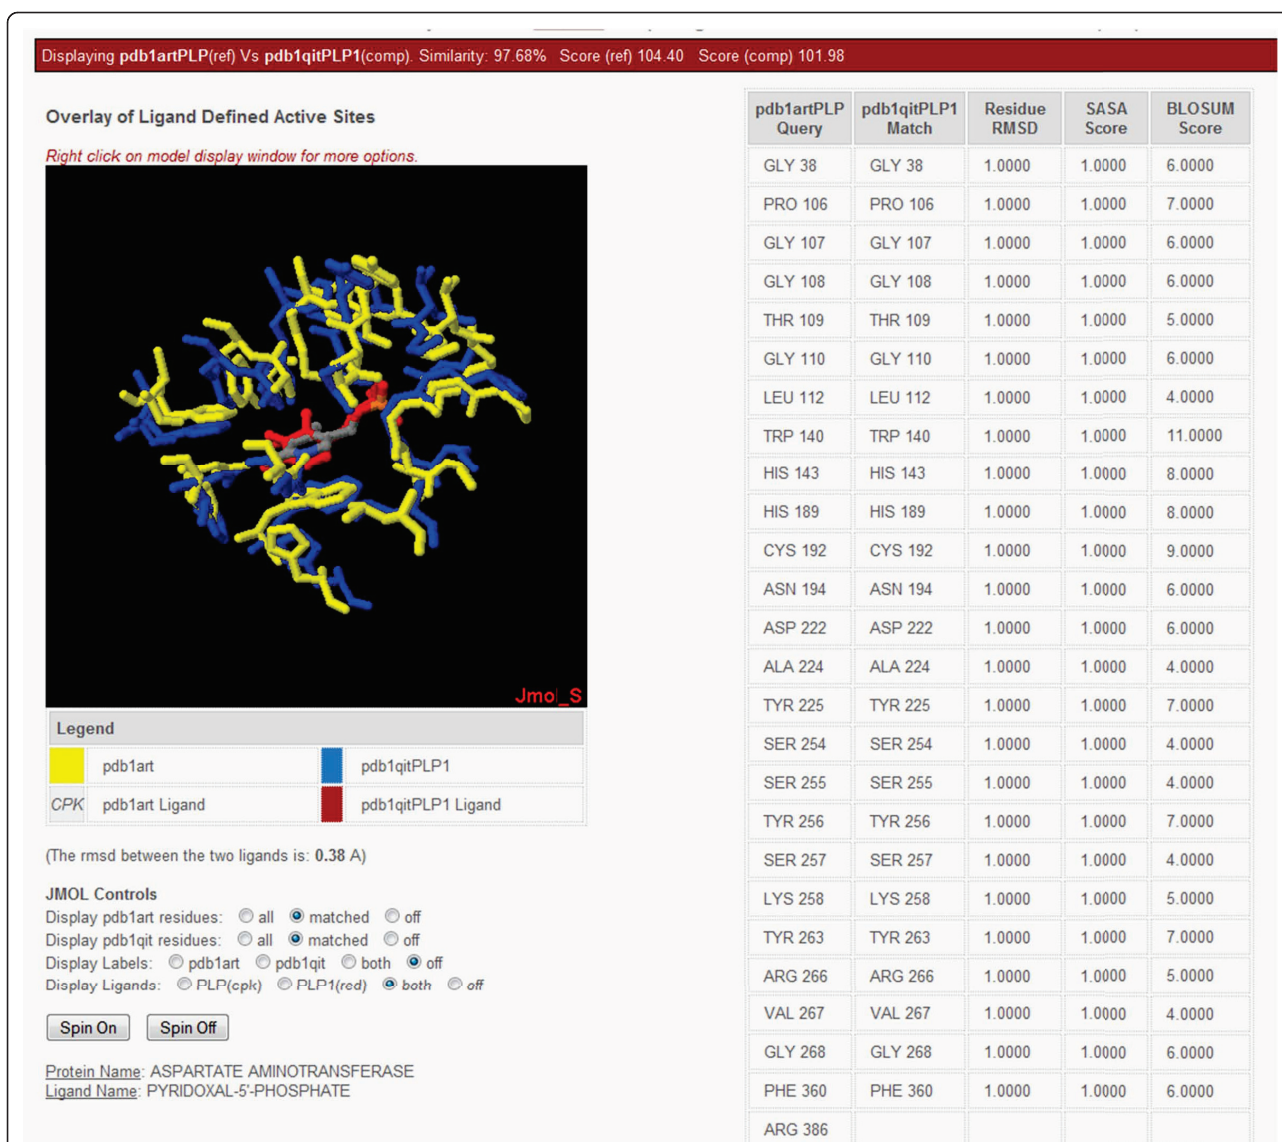 Displaying pdb1artPLP(ref) Vs pdb1qitPLP1(comp). Similarity: 97.68% Score (ref) 104.40 Score (comp) 101.98
Overlay of Ligand Defined Active Sites
Right click on model display window for more options.
Jmol_S
Legend
pdb1art pdb1qitPLP1
CPK pdb1art Ligand pdb1qitPLP1 Ligand
(The rmsd between the two ligands is: 0.38 A)
JMOL Controls
Display pdb1art residues: all matched off
Display pdb1qit residues: all matched off
Display Labels: pdb1art pdb1qit both off
Display Ligands: PLP(cpk) PLP1(red) both off
Spin On Spin Off
Protein Name: ASPARTATE AMINOTRANSFERASE
Ligand Name: PYRIDOXAL-5'-PHOSPHATE
pdb1artPLP pdb1qitPLP1 Residue SASA BLOSUM
Query Match RMSD Score Score
GLY 38 GLY 38 1.0000 1.0000 6.0000
PRO 106 PRO 106 1.0000 1.0000 7.0000
GLY 107 GLY 107 1.0000 1.0000 6.0000
GLY 108 GLY 108 1.0000 1.0000 6.0000
THR 109 THR 109 1.0000 1.0000 5.0000
GLY 110 GLY 110 1.0000 1.0000 6.0000
LEU 112 LEU 112 1.0000 1.0000 4.0000
TRP 140 TRP 140 1.0000 1.0000 11.0000
HIS 143 HIS 143 1.0000 1.0000 8.0000
HIS 189 HIS 189 1.0000 1.0000 8.0000
CYS 192 CYS 192 1.0000 1.0000 9.0000
ASN 194 ASN 194 1.0000 1.0000 6.0000
ASP 222 ASP 222 1.0000 1.0000 6.0000
ALA 224 ALA 224 1.0000 1.0000 4.0000
TYR 225 TYR 225 1.0000 1.0000 7.0000
SER 254 SER 254 1.0000 1.0000 4.0000
SER 255 SER 255 1.0000 1.0000 4.0000
TYR 256 TYR 256 1.0000 1.0000 7.0000
SER 257 SER 257 1.0000 1.0000 4.0000
LYS 258 LYS 258 1.0000 1.0000 5.0000
TYR 263 TYR 263 1.0000 1.0000 7.0000
ARG 266 ARG 266 1.0000 1.0000 5.0000
VAL 267 VAL 267 1.0000 1.0000 4.0000
GLY 268 GLY 268 1.0000 1.0000 6.0000
PHE 360 PHE 360 1.0000 1.0000 6.0000
ARG 386